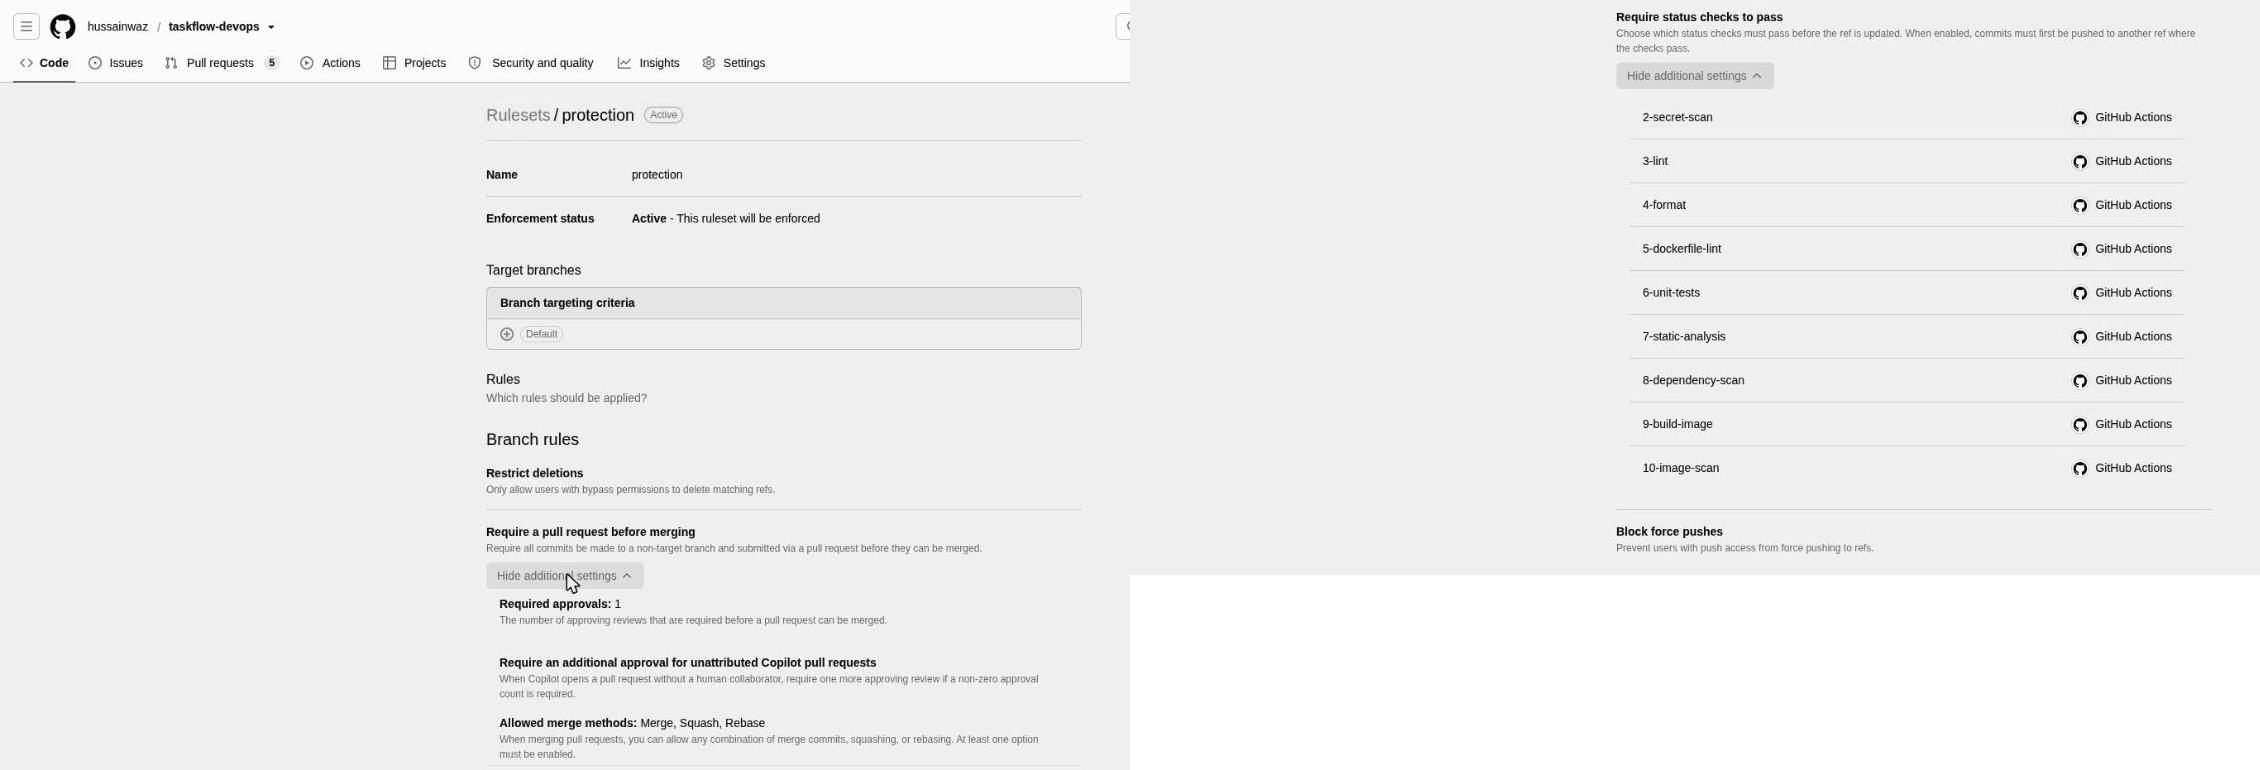 hussainwaz / taskflow-devops
Code Issues Pull requests 5 Actions Projects Security and quality Insights Settings
Rulesets / protection Active
Name protection
Enforcement status Active - This ruleset will be enforced
Target branches
Branch targeting criteria
Default
Rules
Which rules should be applied?
Branch rules
Restrict deletions
Only allow users with bypass permissions to delete matching refs.
Require a pull request before merging
Require all commits be made to a non-target branch and submitted via a pull request before they can be merged.
Hide additional settings
Required approvals: 1
The number of approving reviews that are required before a pull request can be merged.
Require an additional approval for unattributed Copilot pull requests
When Copilot opens a pull request without a human collaborator, require one more approving review if a non-zero approval
count is required.
Allowed merge methods: Merge, Squash, Rebase
When merging pull requests, you can allow any combination of merge commits, squashing, or rebasing. At least one option
must be enabled.
Require status checks to pass
Choose which status checks must pass before the ref is updated. When enabled, commits must first be pushed to another ref where
the checks pass.
Hide additional settings
2-secret-scan GitHub Actions
3-lint GitHub Actions
4-format GitHub Actions
5-dockerfile-lint GitHub Actions
6-unit-tests GitHub Actions
7-static-analysis GitHub Actions
8-dependency-scan GitHub Actions
9-build-image GitHub Actions
10-image-scan GitHub Actions
Block force pushes
Prevent users with push access from force pushing to refs.